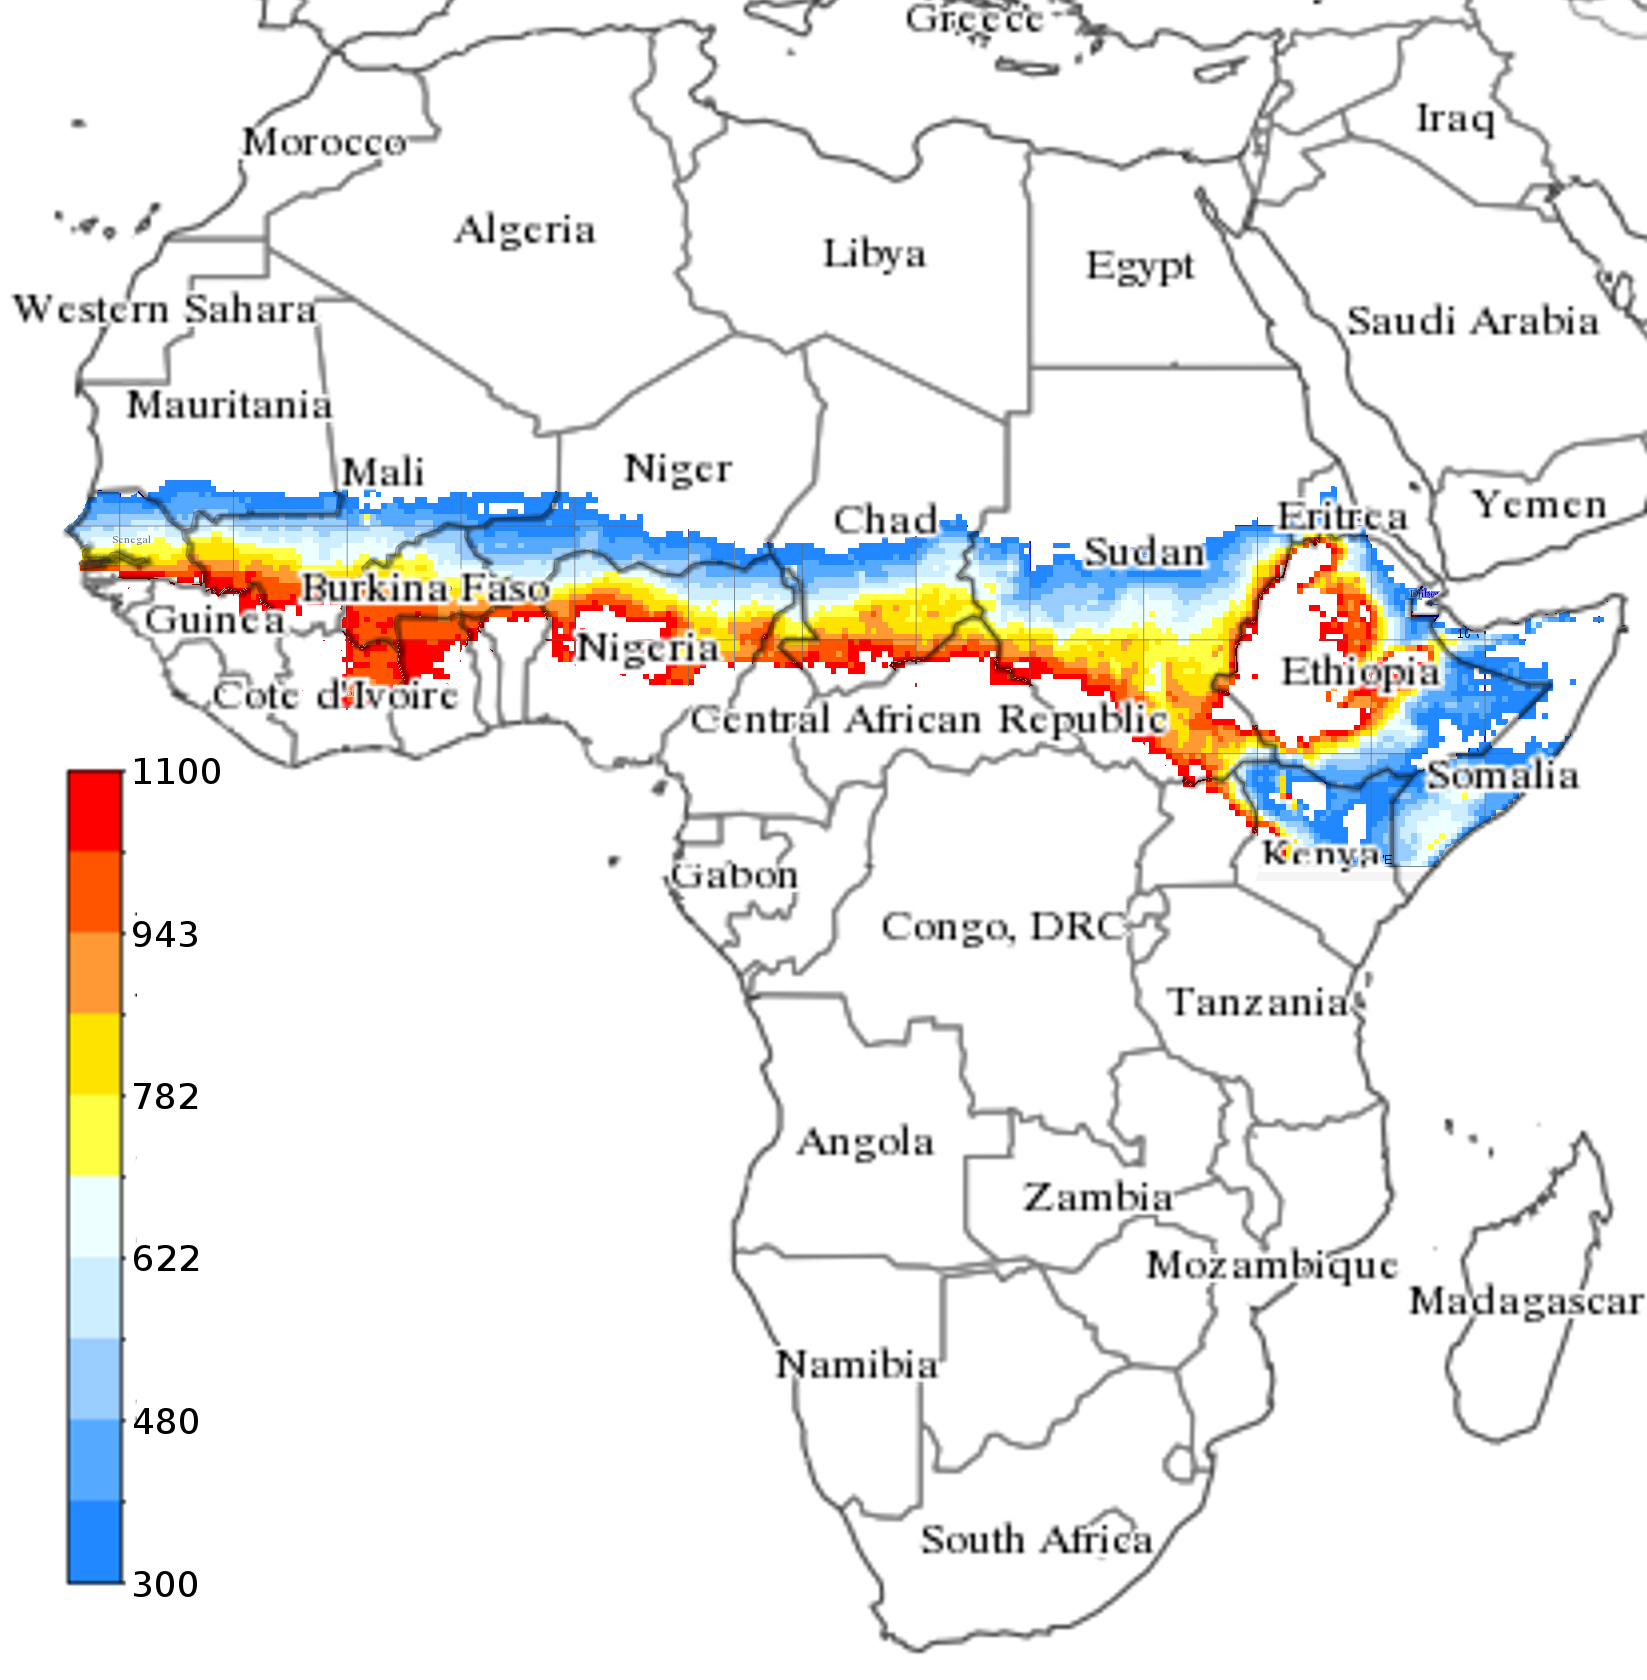 Greece
Iraq
Morocco
Algeria
Libya
Egypt
Western Sahara
Saudi Arabia
Mauritania
Mali
Niger
Yemen
Chad
Eritrea
Senegal
Sudan
Burkina Faso
Guinea
Nigeria
Ethiopia
Cote d'Ivoire
Central African Republic
Somalia
1100
Kenya
Gabon
943
Congo, DRC
Tanzania
782
Angola
Zambia
622
Mozambique
Madagascar
Namibia
480
South Africa
300